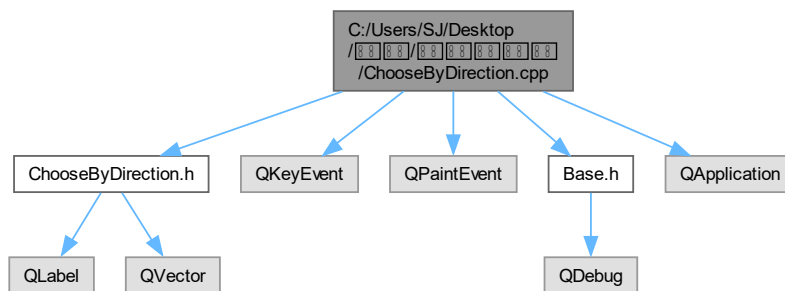 C:/Users/SJ/Desktop
/ChooseByDirection.cpp
ChooseByDirection.h
QKeyEvent
QPaintEvent
Base.h
QApplication
QLabel
QVector
QDebug